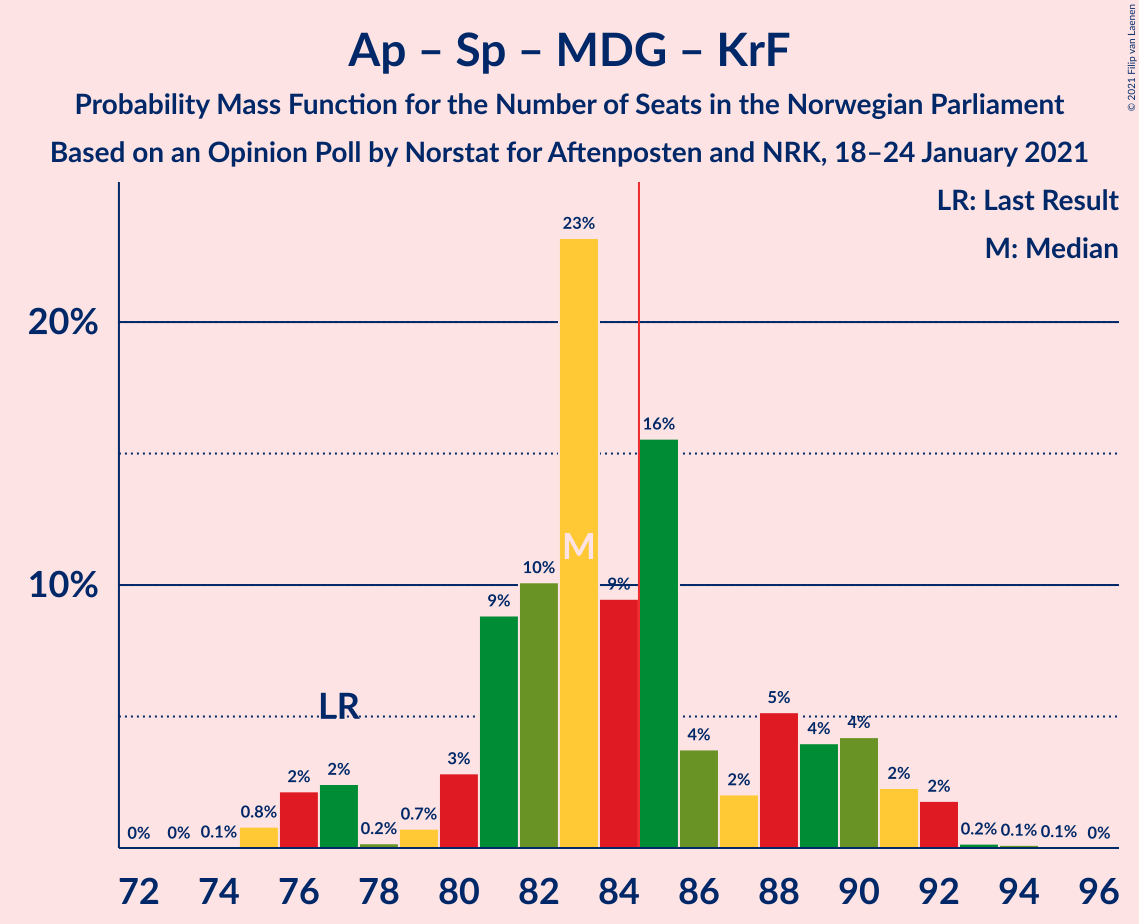 Ap – Sp – MDG – KrF
Probability Mass Function for the Number of Seats in the Norwegian Parliament
Based on an Opinion Poll by Norstat for Aftenposten and NRK, 18–24 January 2021
© 2021 Filip van Laenen
LR: Last Result
M: Median
23%
20%
16%
M
10%
10%
9%
9%
LR
5%
4%
4%
4%
3%
2%
2%
2%
2%
2%
0.8%
0.7%
0% 0% 0.1% 0.2% 0.2% 0.1% 0.1% 0%
72 74 76 78 80 82 84 86 88 90 92 94 96